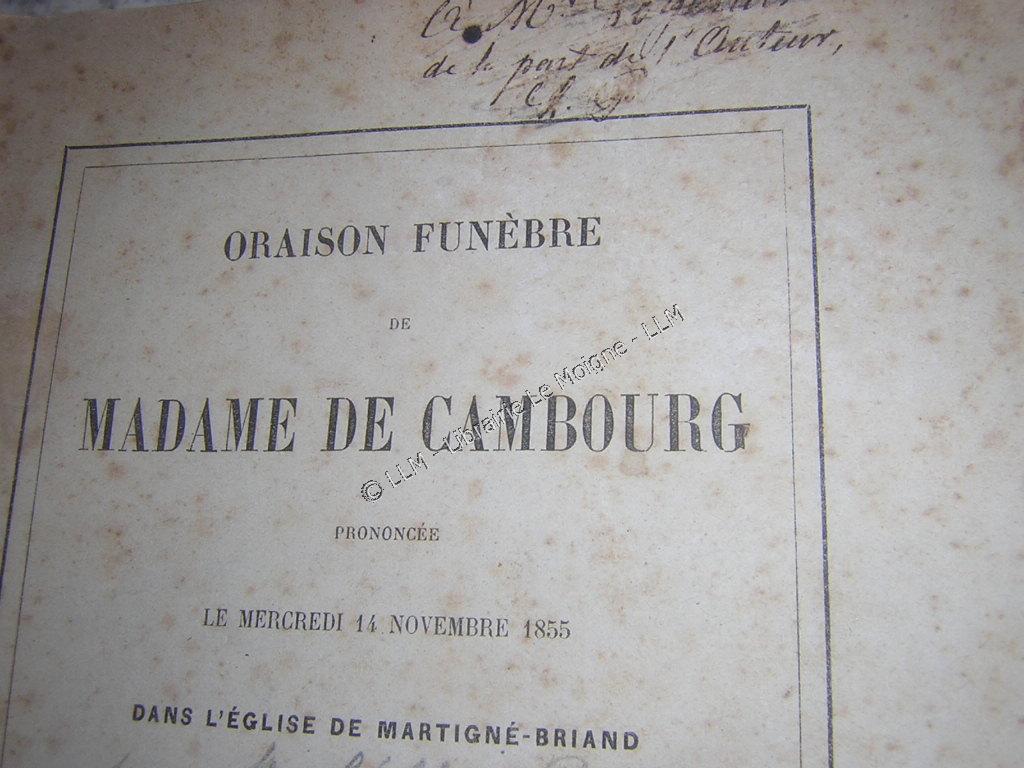 À
de la part de l'Auteur,
ORAISON FUNÈBRE
DE
MADAME DE CAMBOURG
© LLM - Librairie Le Moigne - LLM
PRONONCÉE
LE MERCREDI 14 NOVEMBRE 1855
DANS L'ÉGLISE DE MARTIGNÉ-BRIAND